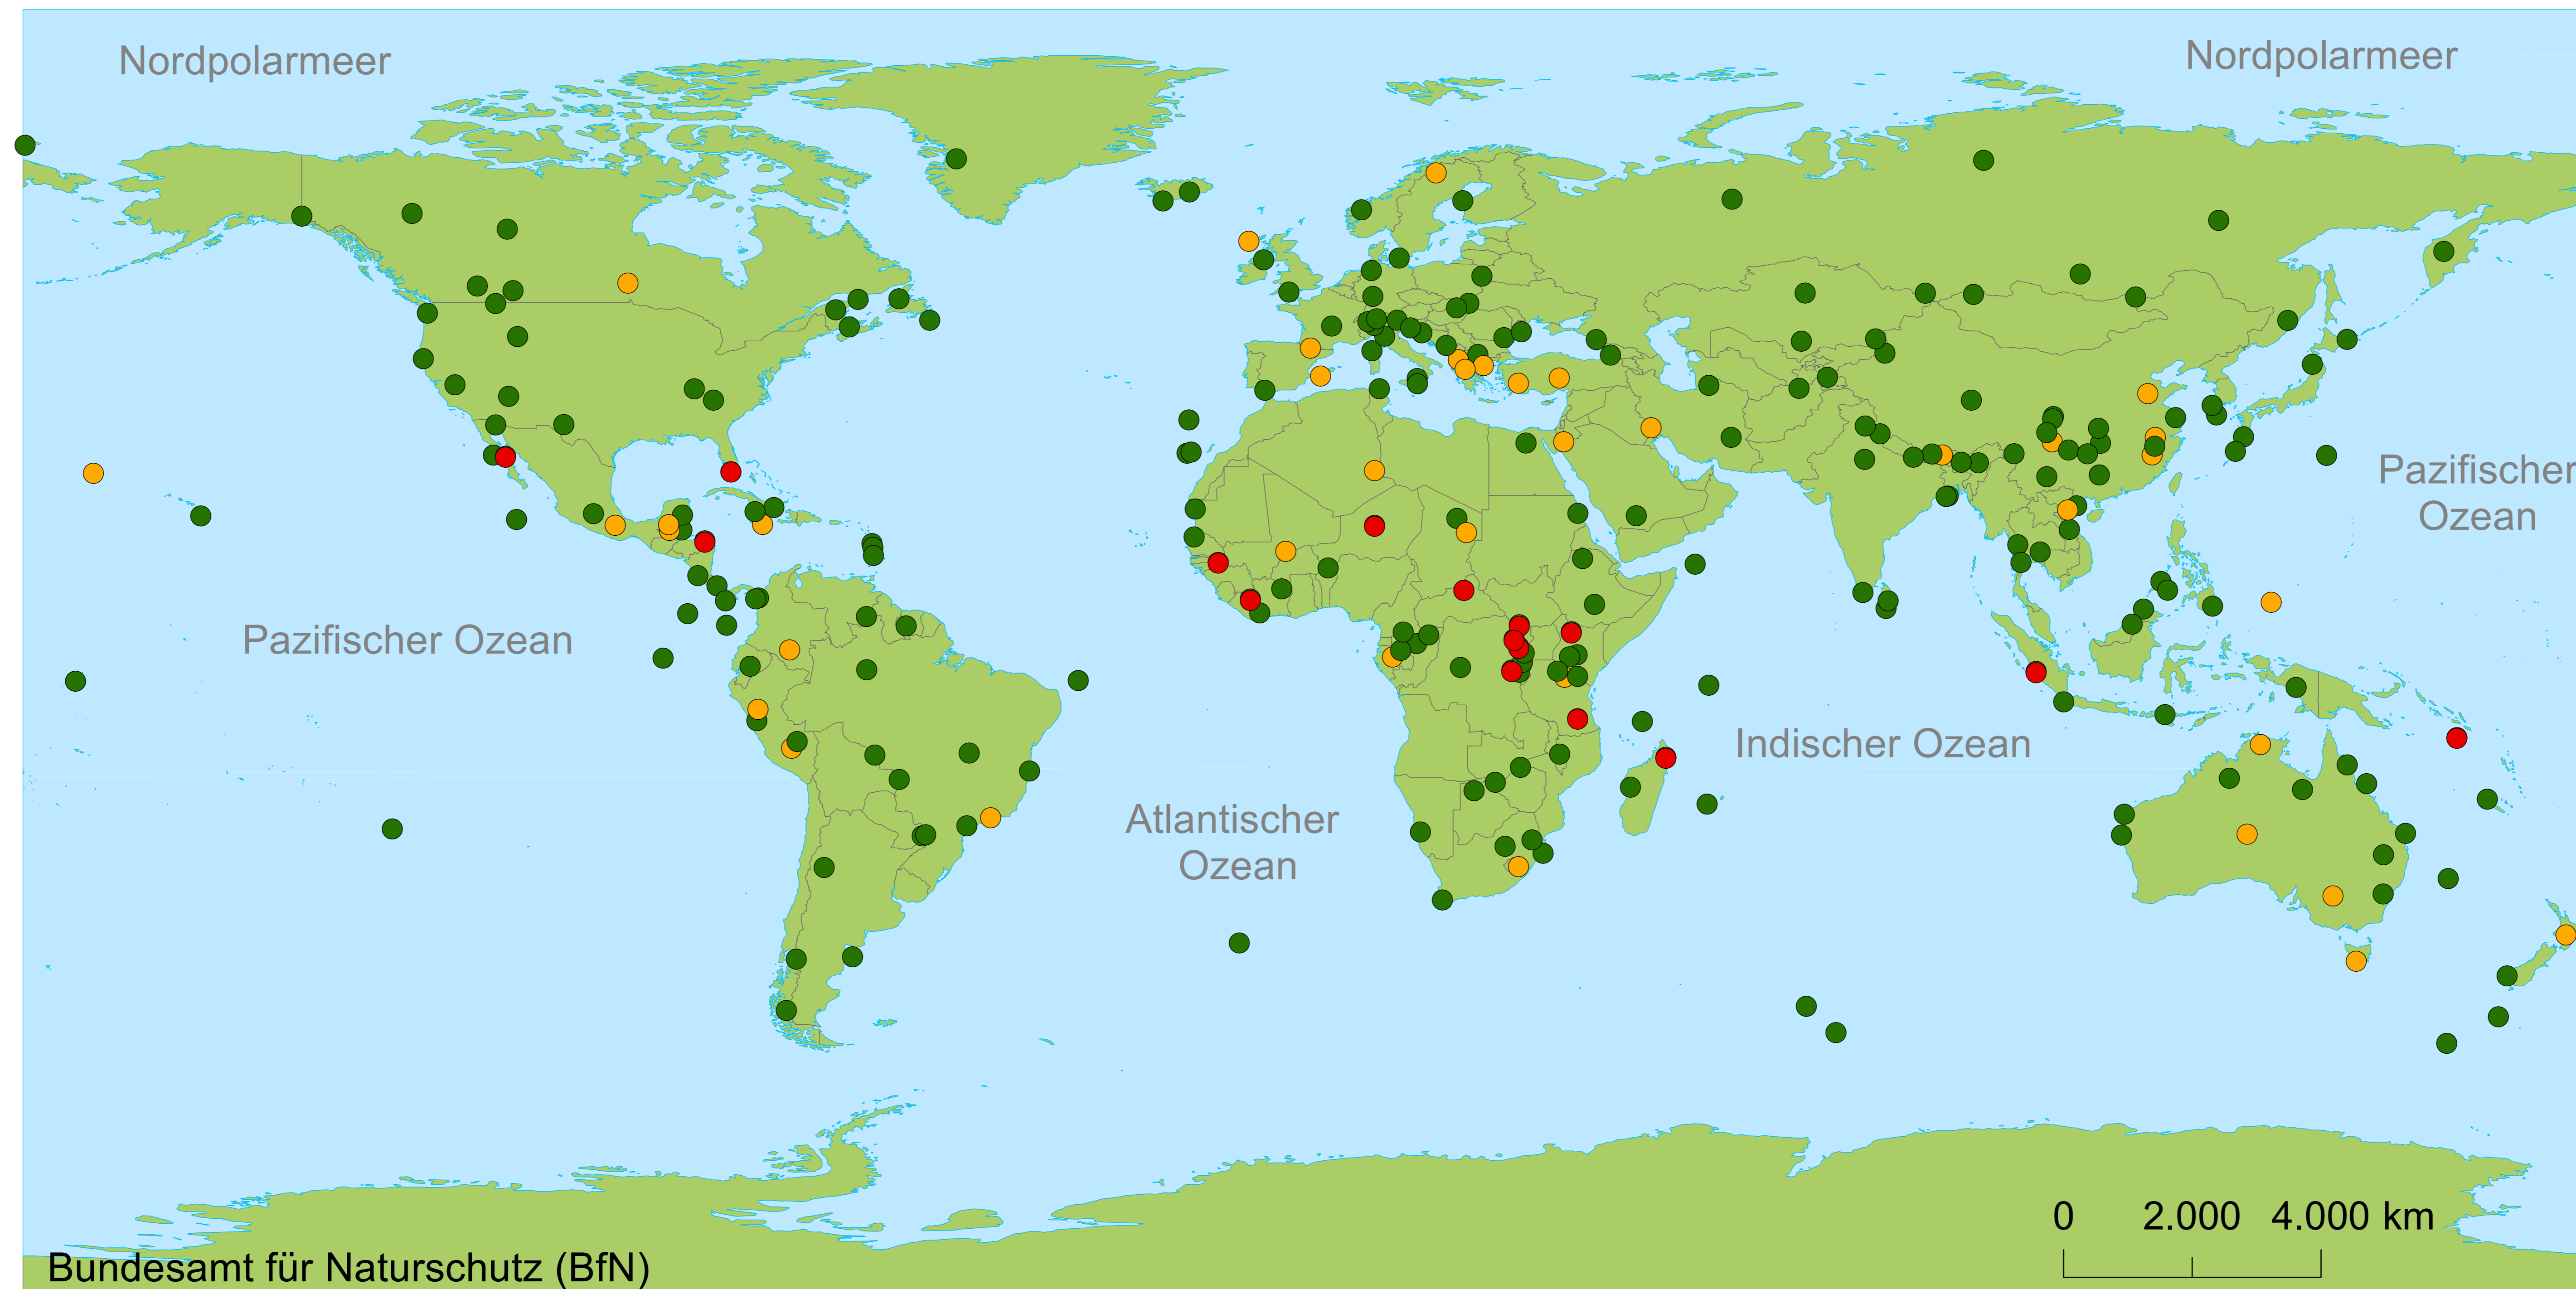 Nordpolarmeer
Nordpolarmeer
Pazifischer
Ozean
Pazifischer Ozean
Indischer Ozean
Atlantischer
Ozean
0 2.000 4.000 km
Bundesamt für Naturschutz (BfN)